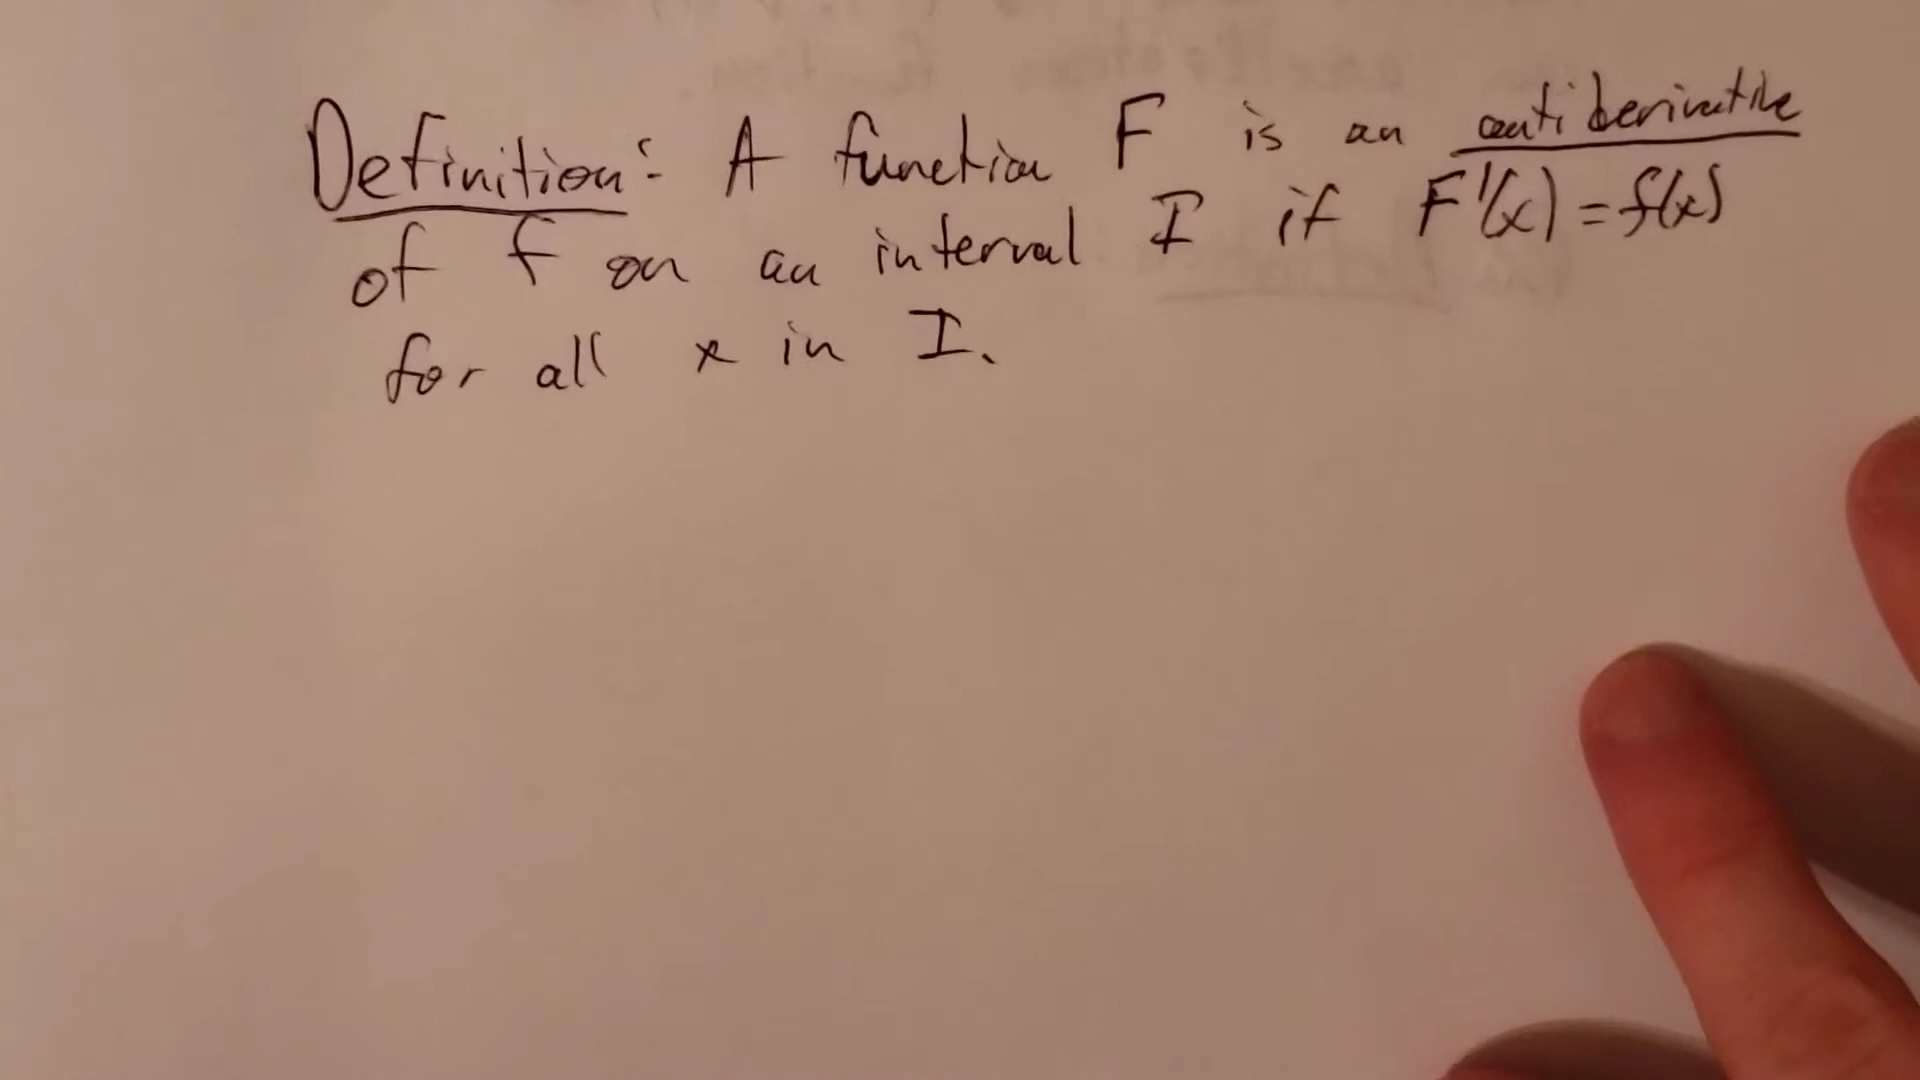 Definition: A function F is an antiderivative
of f on an interval I if F'(x) = f(x)
for all x in I.